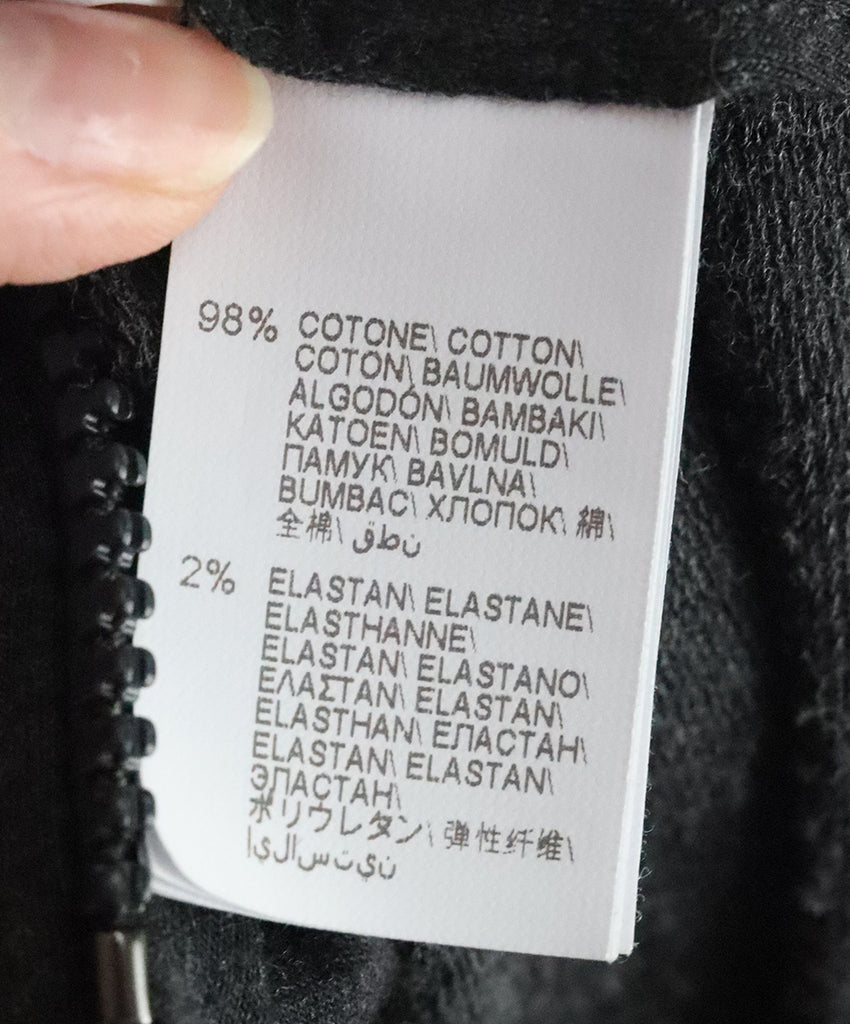 98% COTONE\ COTTON\
COTON\ BAUMWOLLE\
ALGODÓN\ BAMBAKI\
KATOEN\ BOMULD\
ПАМУК\ BAVLNA\
BUMBAC\ ХЛОПОК\ 綿\
全棉\ قطن
2% ELASTAN\ ELASTANE\
ELASTHANNE\
ELASTAN\ ELASTANO\
ΕΛΑΣΤΑΝ\ ELASTAN\
ELASTHAN\ ЕЛАСТАН\
ELASTAN\ ELASTAN\
ЭЛАСТАН\
ポリウレタン\ 弹性纤维\
ايلاستين